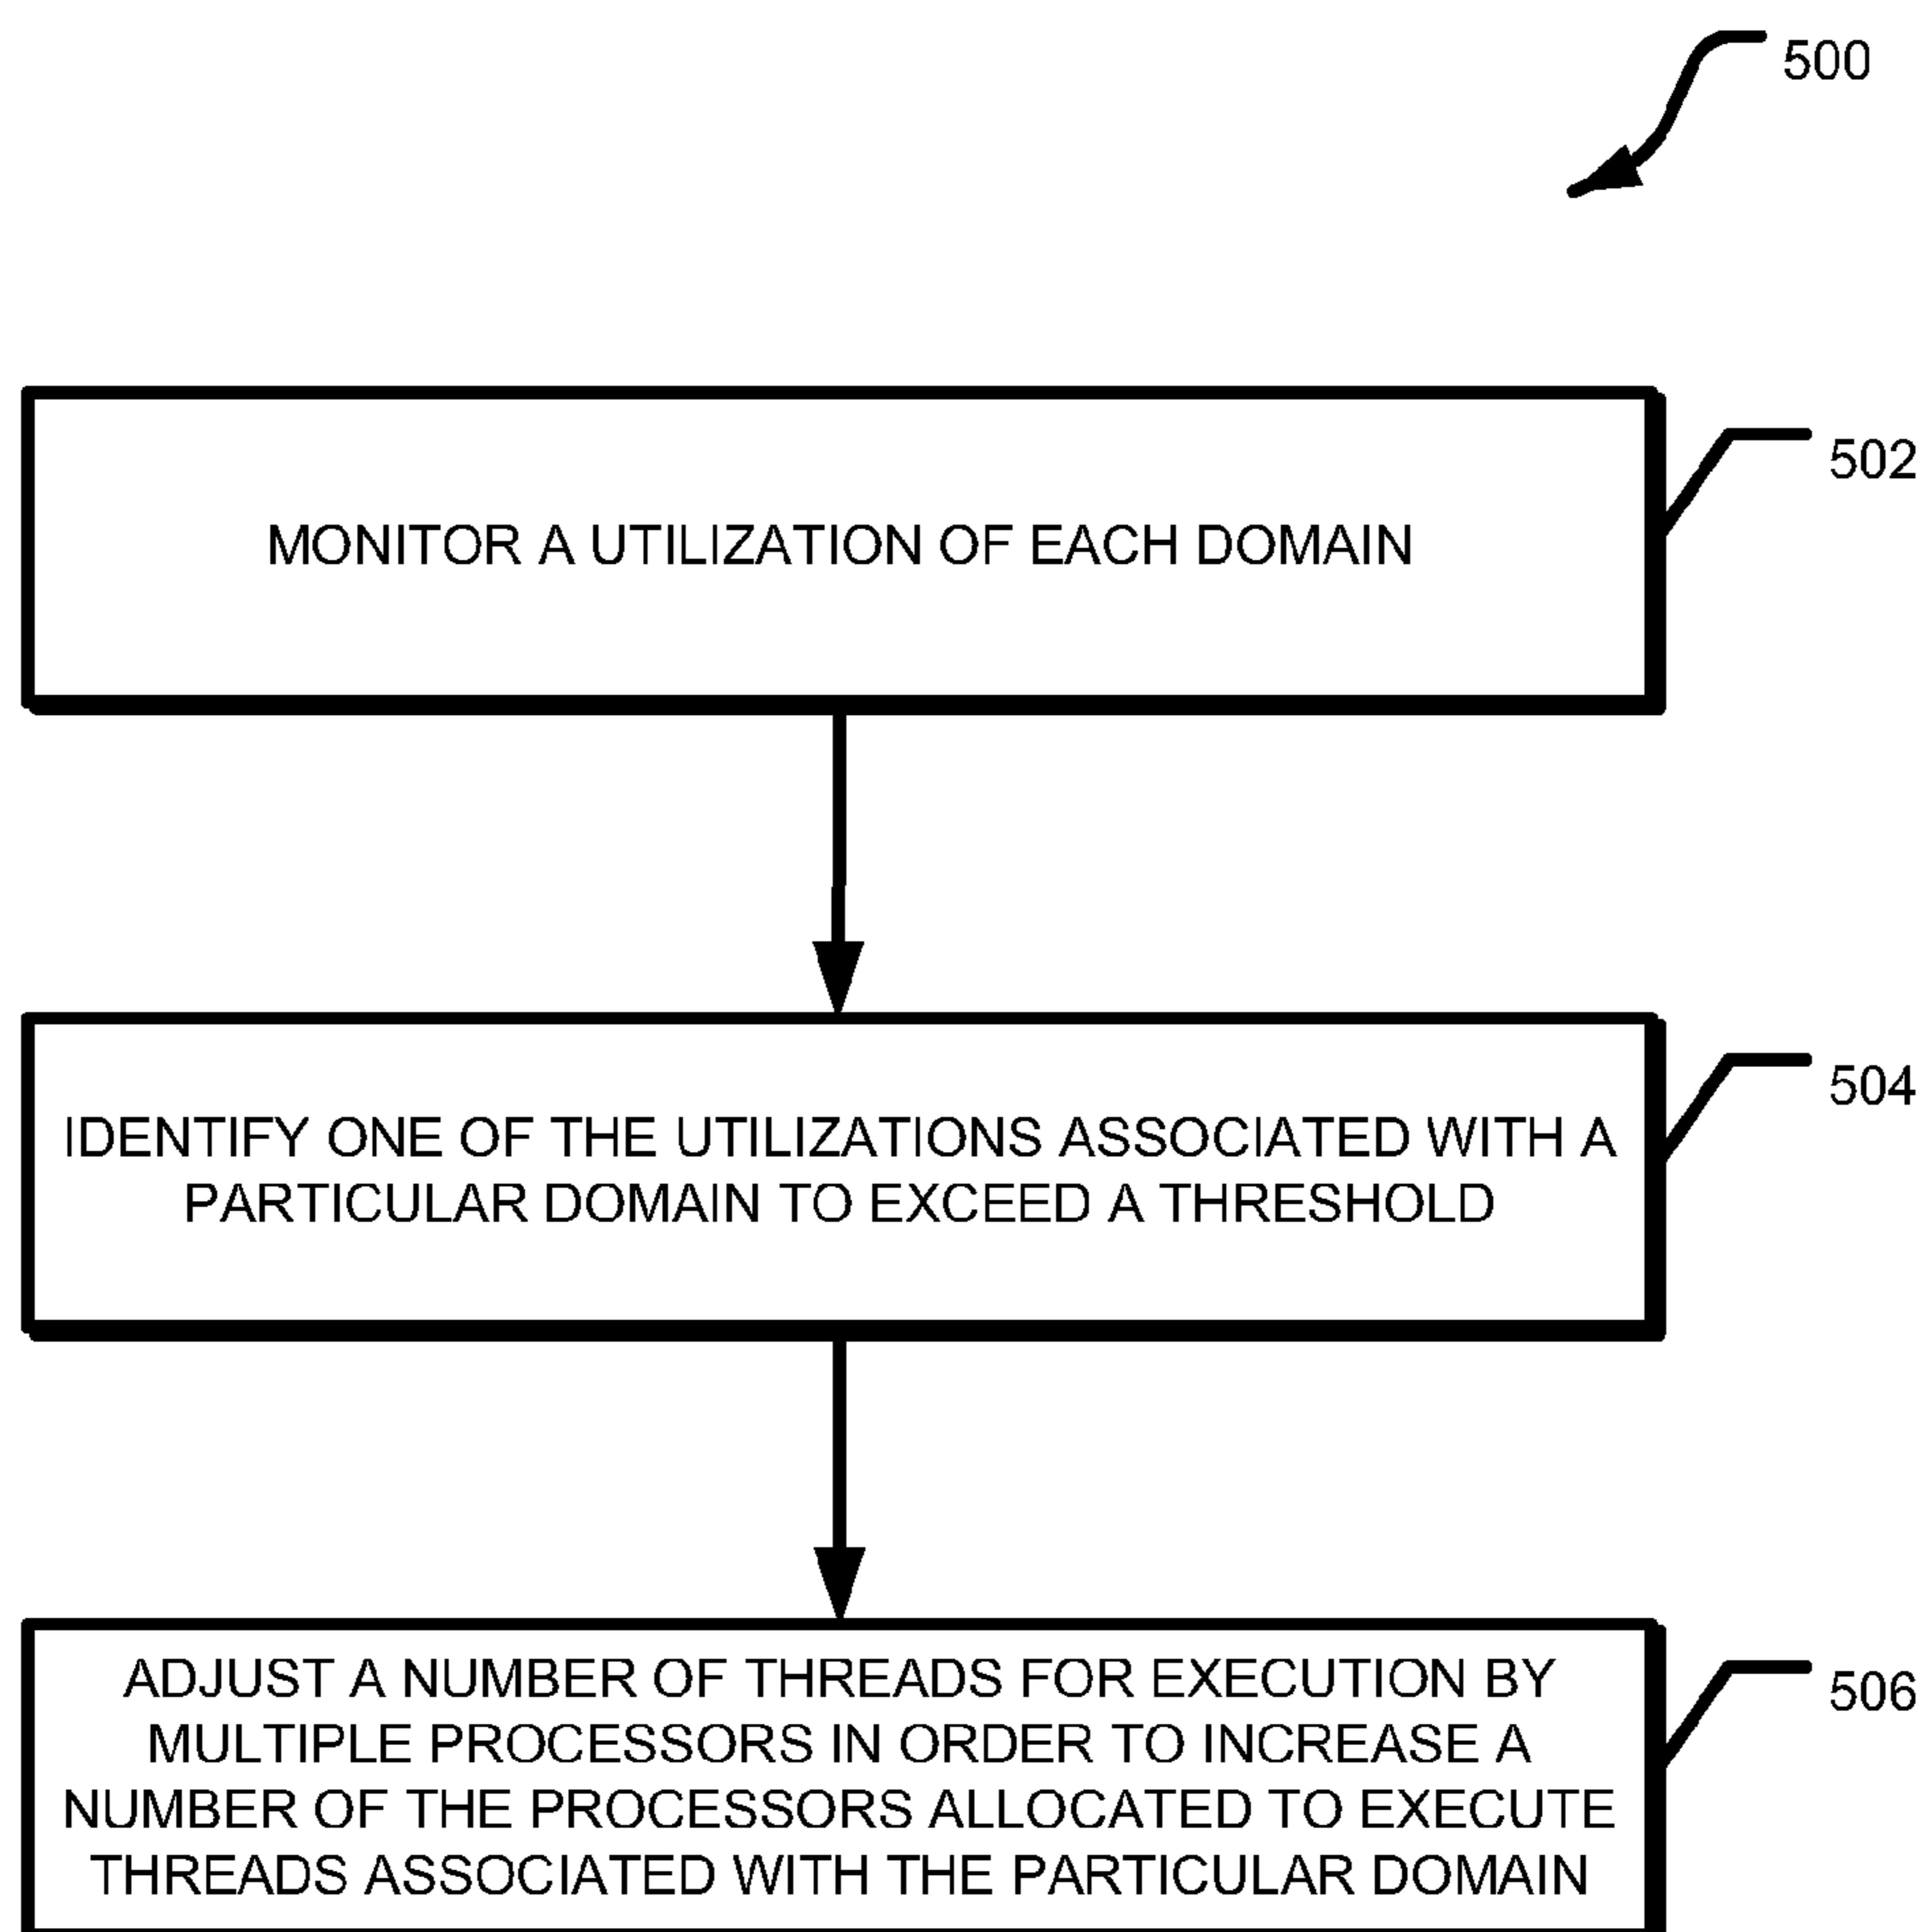 500
502
MONITOR A UTILIZATION OF EACH DOMAIN
504
IDENTIFY ONE OF THE UTILIZATIONS ASSOCIATED WITH A
PARTICULAR DOMAIN TO EXCEED A THRESHOLD
506
ADJUST A NUMBER OF THREADS FOR EXECUTION BY
MULTIPLE PROCESSORS IN ORDER TO INCREASE A
NUMBER OF THE PROCESSORS ALLOCATED TO EXECUTE
THREADS ASSOCIATED WITH THE PARTICULAR DOMAIN